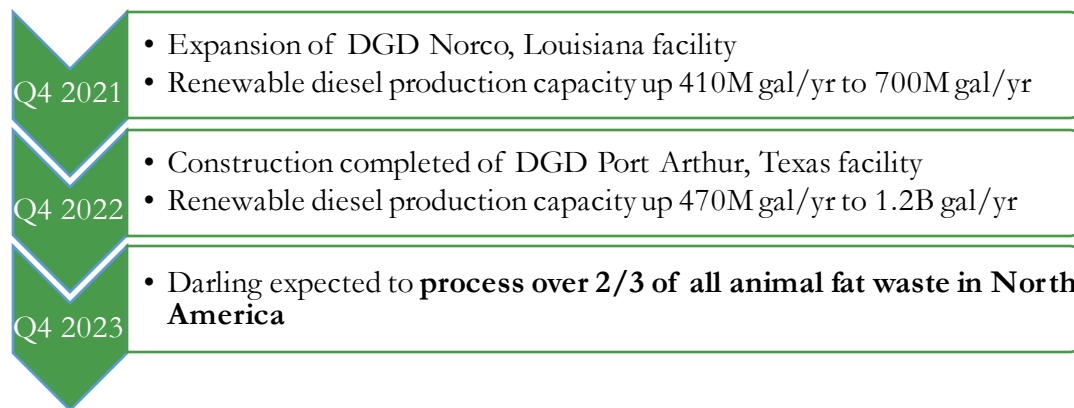 Q4 2021
• Expansion of DGD Norco, Louisiana facility
• Renewable diesel production capacity up 410M gal/yr to 700M gal/yr
Q4 2022
• Construction completed of DGD Port Arthur, Texas facility
• Renewable diesel production capacity up 470M gal/yr to 1.2B gal/yr
Q4 2023
• Darling expected to process over 2/3 of all animal fat waste in North
America